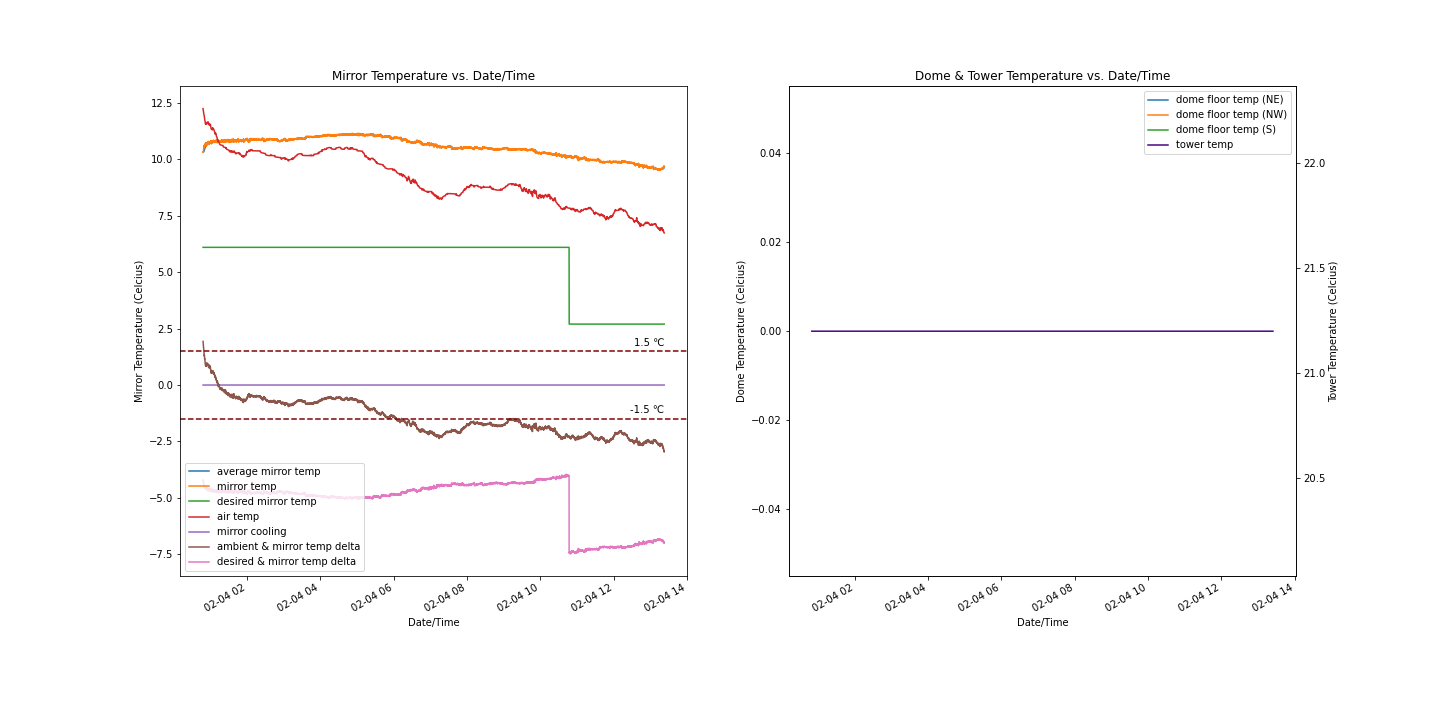 Mirror Temperature vs. Date/Time
12.5
10.0
7.5
5.0
2.5
0.0
−2.5
−5.0
−7.5
Mirror Temperature (Celcius)
1.5 °C
-1.5 °C
average mirror temp
mirror temp
desired mirror temp
air temp
mirror cooling
ambient & mirror temp delta
desired & mirror temp delta
02-04 02
02-04 04
02-04 06
02-04 08
02-04 10
02-04 12
02-04 14
Date/Time
Dome & Tower Temperature vs. Date/Time
0.04
0.02
0.00
−0.02
−0.04
Dome Temperature (Celcius)
dome floor temp (NE)
dome floor temp (NW)
dome floor temp (S)
tower temp
22.0
21.5
21.0
20.5
Tower Temperature (Celcius)
02-04 02
02-04 04
02-04 06
02-04 08
02-04 10
02-04 12
02-04 14
Date/Time